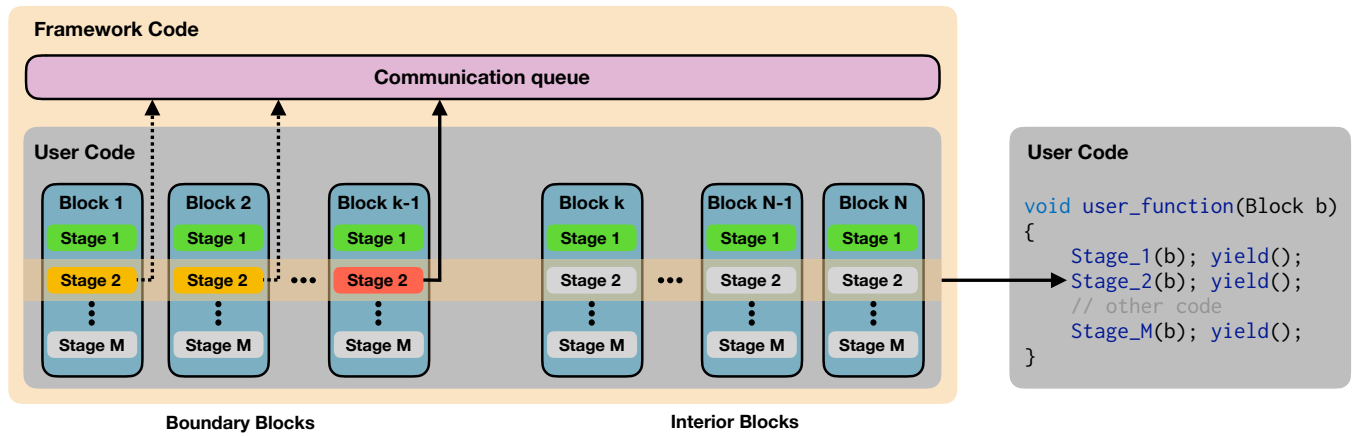 Framework Code
Communication queue
User Code
Block 1 Block 2 Block k-1 Block k Block N-1 Block N
Stage 1 Stage 1 Stage 1 Stage 1 Stage 1 Stage 1
Stage 2 Stage 2 Stage 2 Stage 2 Stage 2 Stage 2
Stage M Stage M Stage M Stage M Stage M Stage M
Boundary Blocks
Interior Blocks
User Code
void user_function(Block b)
{
Stage_1(b); yield();
Stage_2(b); yield();
// other code
Stage_M(b); yield();
}